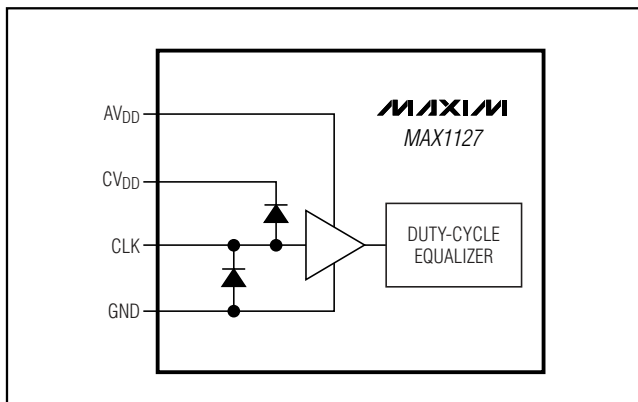 MAXIM
MAX1127
AVDD
CVDD
CLK
GND
DUTY-CYCLE
EQUALIZER